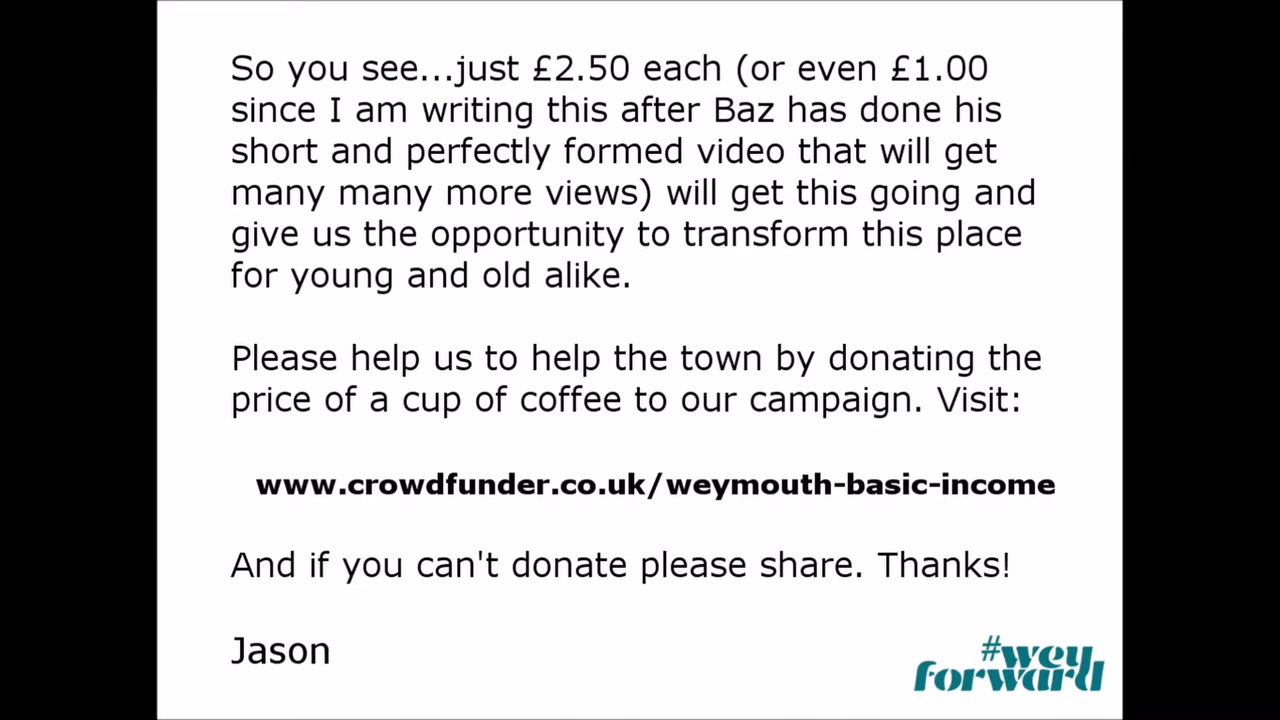 So you see...just £2.50 each (or even £1.00
since I am writing this after Baz has done his
short and perfectly formed video that will get
many many more views) will get this going and
give us the opportunity to transform this place
for young and old alike.
Please help us to help the town by donating the
price of a cup of coffee to our campaign. Visit:
www.crowdfunder.co.uk/weymouth-basic-income
And if you can't donate please share. Thanks!
Jason
#wey
forward